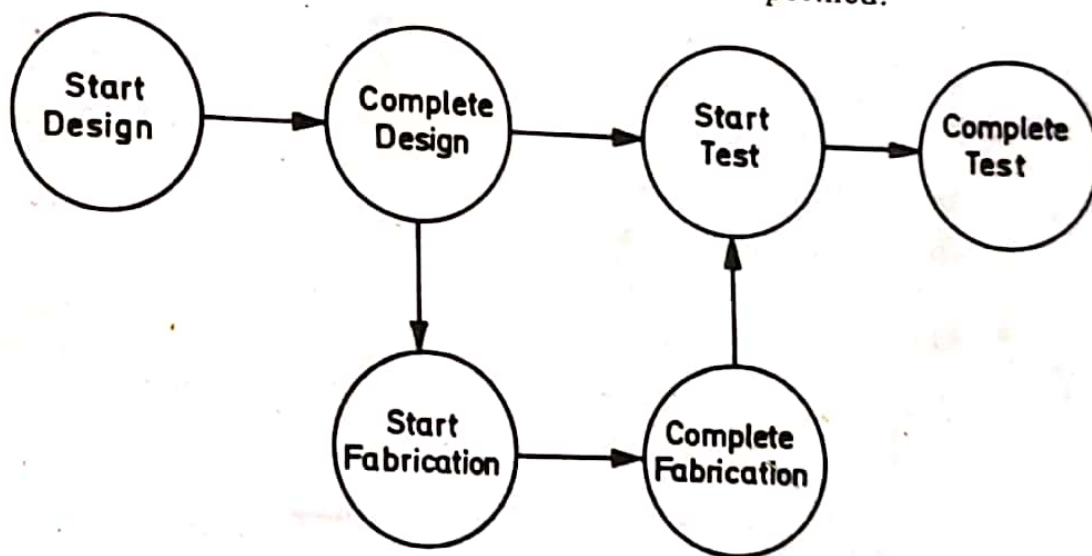 Start
Design
Complete
Design
Start
Test
Complete
Test
Start
Fabrication
Complete
Fabrication